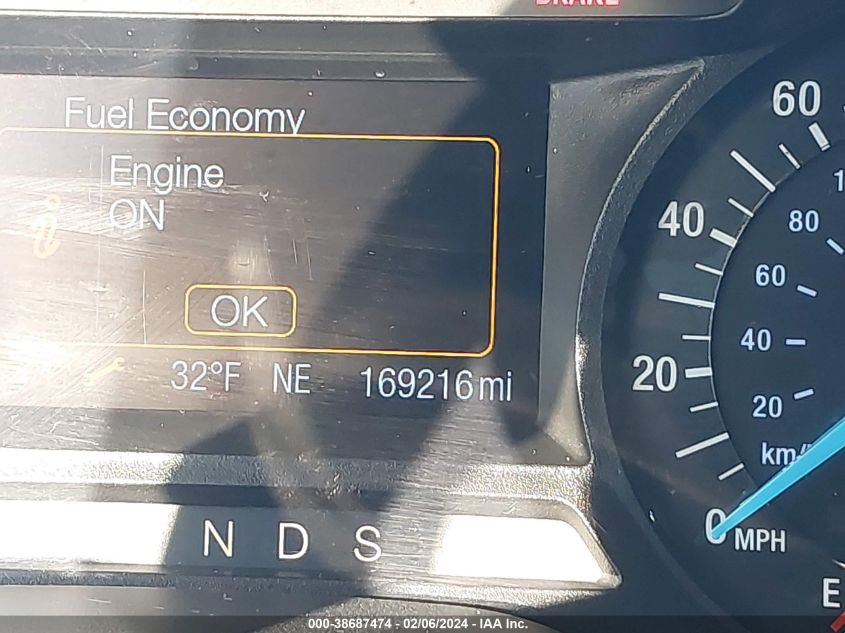 BRAKE
Fuel Economy
Engine
ON
OK
32°F NE 169216mi
N D S
60
40
20
0 MPH
80
60
40
20
E
000-38687474 - 02/06/2024 - IAA Inc.